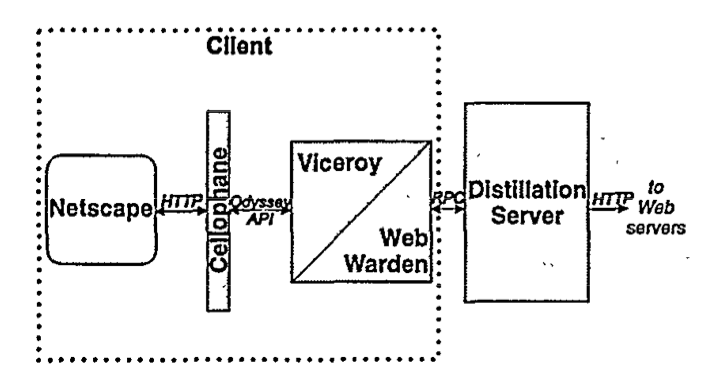 Client
Netscape
HTTP
Cellophane
Odyssey
API
Viceroy
Web
Warden
RPC
Distillation
Server
HTTP
to
Web
servers